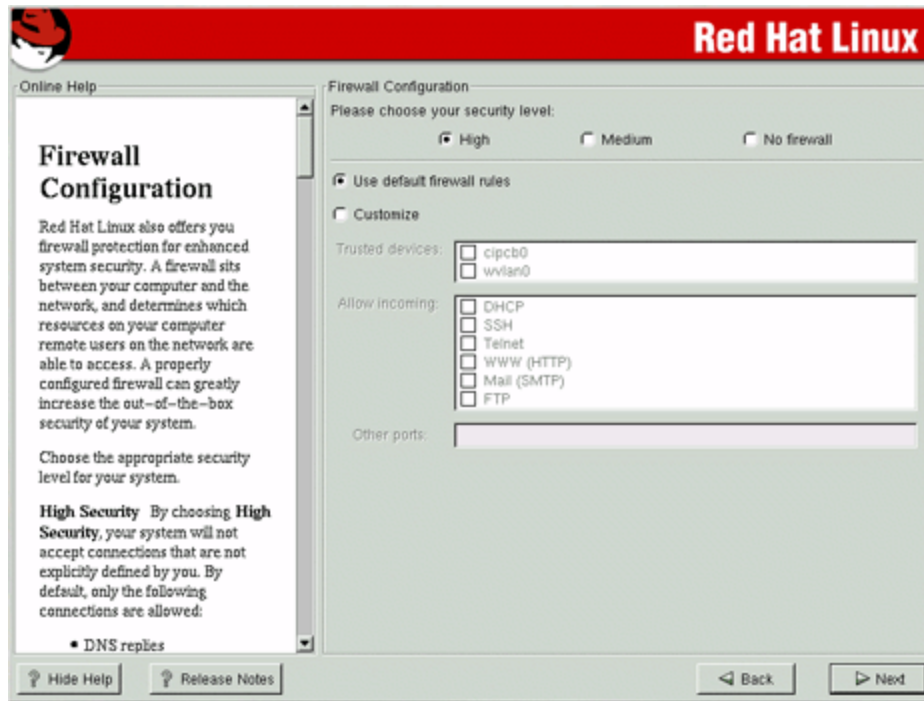 Red Hat Linux
Online Help
Firewall
Configuration
Red Hat Linux also offers you
firewall protection for enhanced
system security. A firewall sits
between your computer and the
network, and determines which
resources on your computer
remote users on the network are
able to access. A properly
configured firewall can greatly
increase the out-of-the-box
security of your system.
Choose the appropriate security
level for your system.
High Security By choosing High
Security, your system will not
accept connections that are not
explicitly defined by you. By
default, only the following
connections are allowed:
• DNS replies
Firewall Configuration
Please choose your security level:
High Medium No firewall
Use default firewall rules
Customize
Trusted devices:
cipcb0
wvlan0
Allow incoming:
DHCP
SSH
Telnet
WWW (HTTP)
Mail (SMTP)
FTP
Other ports:
? Hide Help
? Release Notes
Back
Next